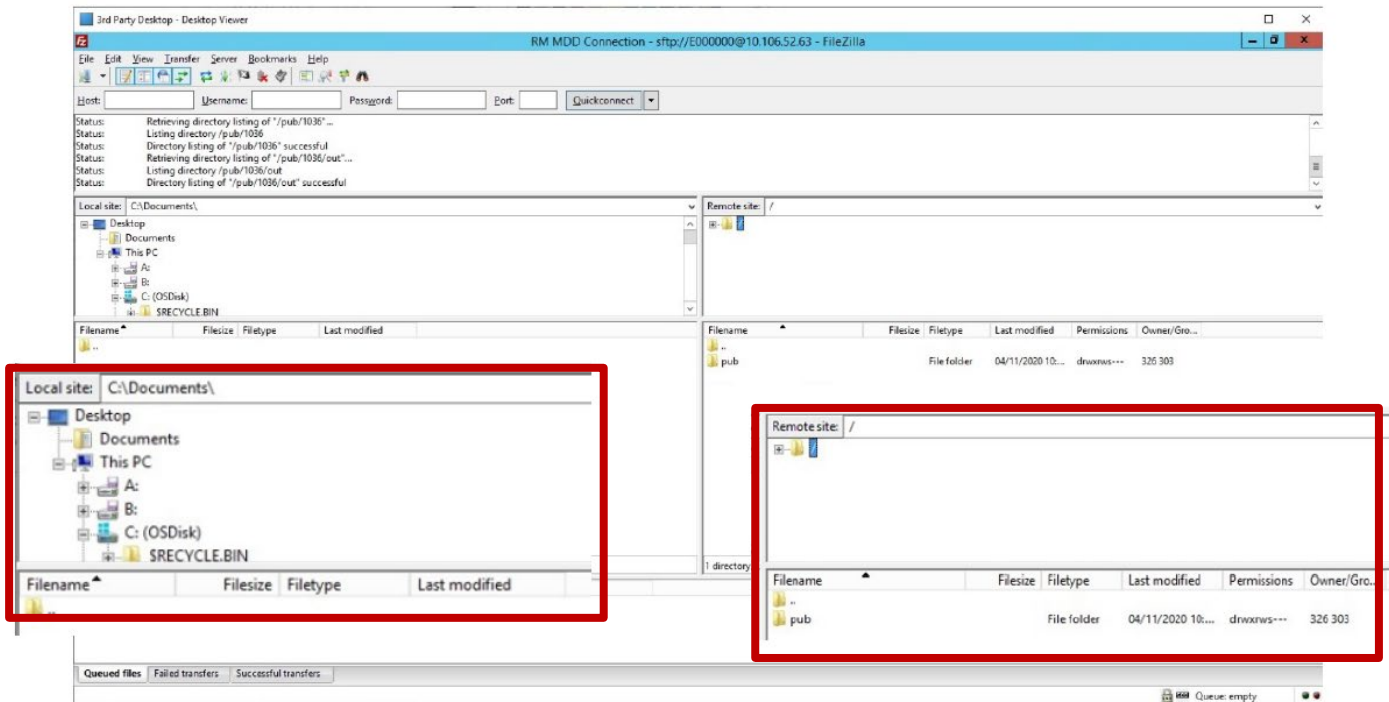 3rd Party Desktop - Desktop Viewer
RM MDD Connection - sftp://E000000@10.106.52.63 - FileZilla
File Edit View Transfer Server Bookmarks Help
Host: Username: Password: Port: Quickconnect
Status: Retrieving directory listing of "/pub/1036"...
Status: Listing directory /pub/1036
Status: Directory listing of "/pub/1036" successful
Status: Retrieving directory listing of "/pub/1036/out"...
Status: Listing directory /pub/1036/out
Status: Directory listing of "/pub/1036/out" successful
Local site: C:\Documents\
Desktop
Documents
This PC
A:
B:
C: (OSDisk)
$RECYCLE.BIN
Filename Filesize Filetype Last modified
..
Remote site: /
/
Filename Filesize Filetype Last modified Permissions Owner/Gro...
..
pub File folder 04/11/2020 10:... drwxrws--- 326 303
1 directory
Local site: C:\Documents\
Desktop
Documents
This PC
A:
B:
C: (OSDisk)
$RECYCLE.BIN
Filename Filesize Filetype Last modified
..
Remote site: /
/
Filename Filesize Filetype Last modified Permissions Owner/Gro...
..
pub File folder 04/11/2020 10:... drwxrws--- 326 303
Queued files Failed transfers Successful transfers
Queue: empty